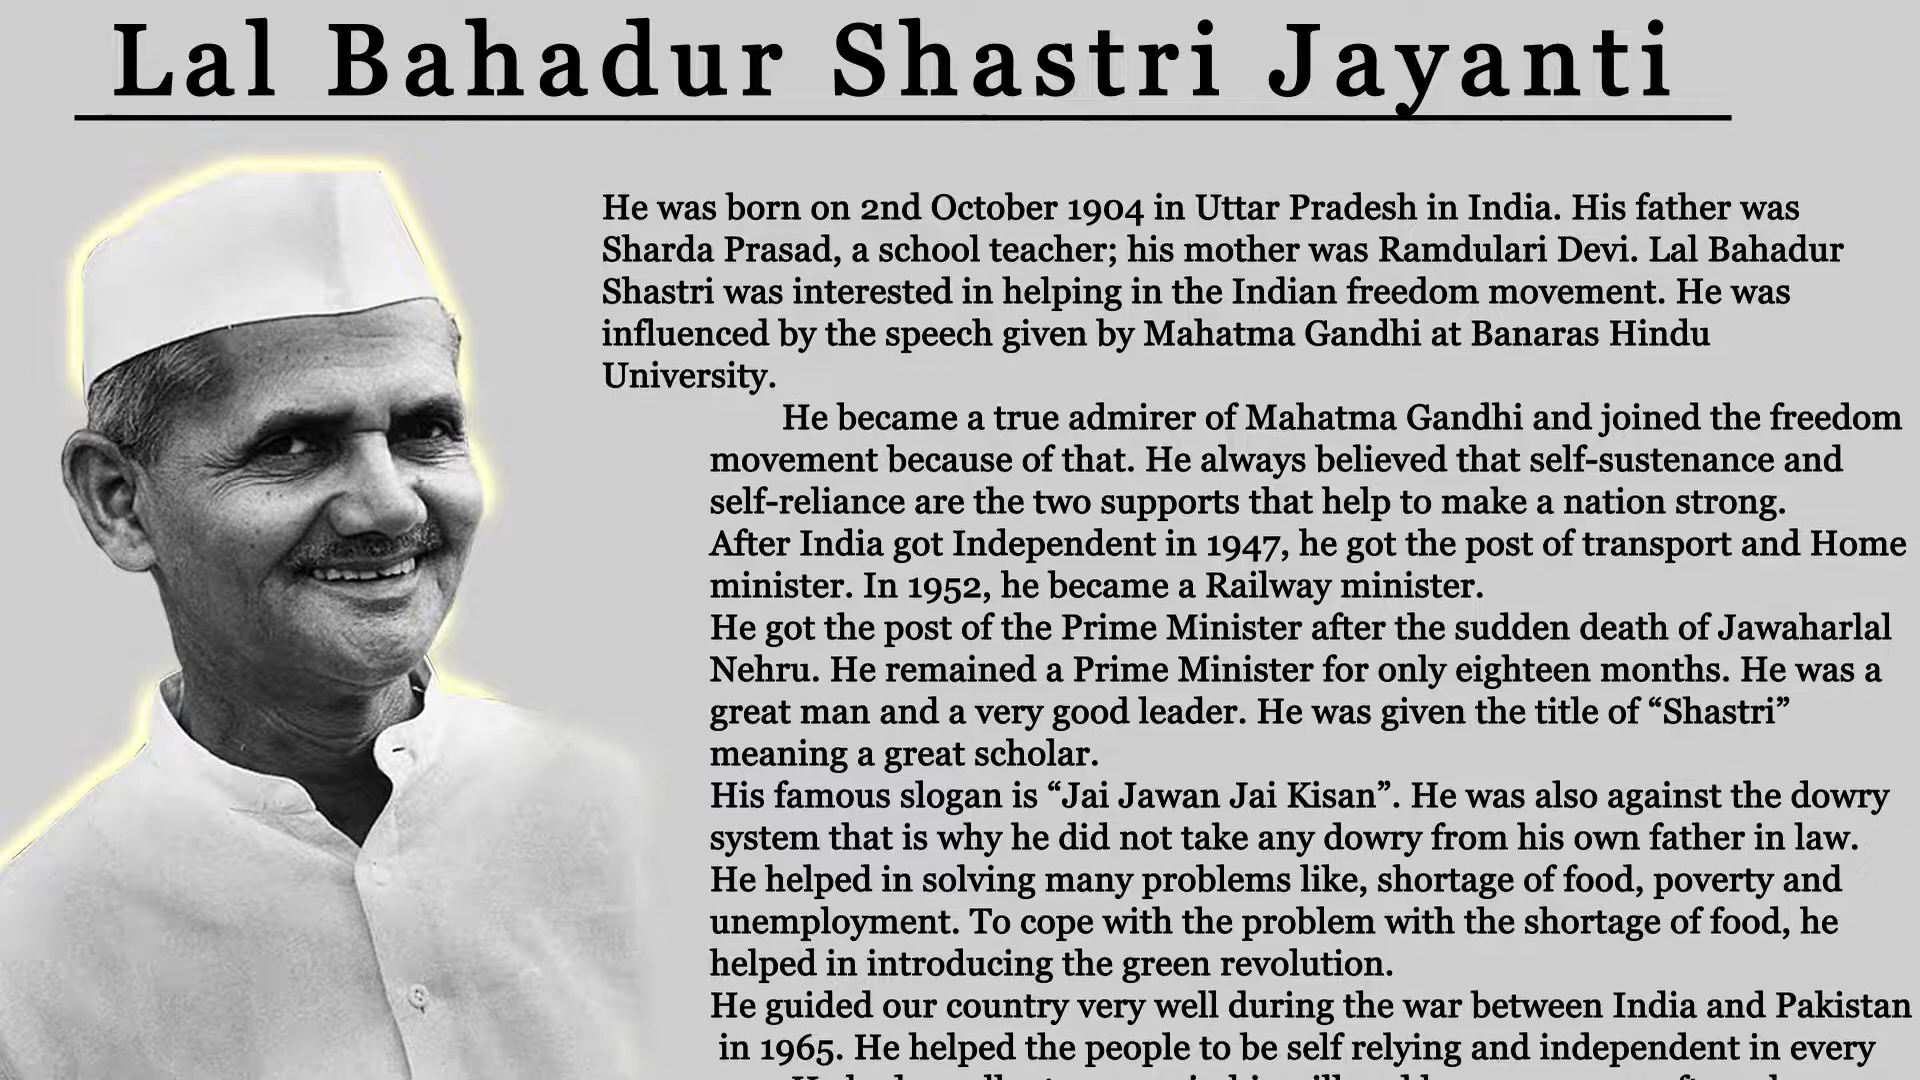 Lal Bahadur Shastri Jayanti
He was born on 2nd October 1904 in Uttar Pradesh in India. His father was
Sharda Prasad, a school teacher; his mother was Ramdulari Devi. Lal Bahadur
Shastri was interested in helping in the Indian freedom movement. He was
influenced by the speech given by Mahatma Gandhi at Banaras Hindu
University.
He became a true admirer of Mahatma Gandhi and joined the freedom
movement because of that. He always believed that self-sustenance and
self-reliance are the two supports that help to make a nation strong.
After India got Independent in 1947, he got the post of transport and Home
minister. In 1952, he became a Railway minister.
He got the post of the Prime Minister after the sudden death of Jawaharlal
Nehru. He remained a Prime Minister for only eighteen months. He was a
great man and a very good leader. He was given the title of “Shastri”
meaning a great scholar.
His famous slogan is “Jai Jawan Jai Kisan”. He was also against the dowry
system that is why he did not take any dowry from his own father in law.
He helped in solving many problems like, shortage of food, poverty and
unemployment. To cope with the problem with the shortage of food, he
helped in introducing the green revolution.
He guided our country very well during the war between India and Pakistan
in 1965. He helped the people to be self relying and independent in every